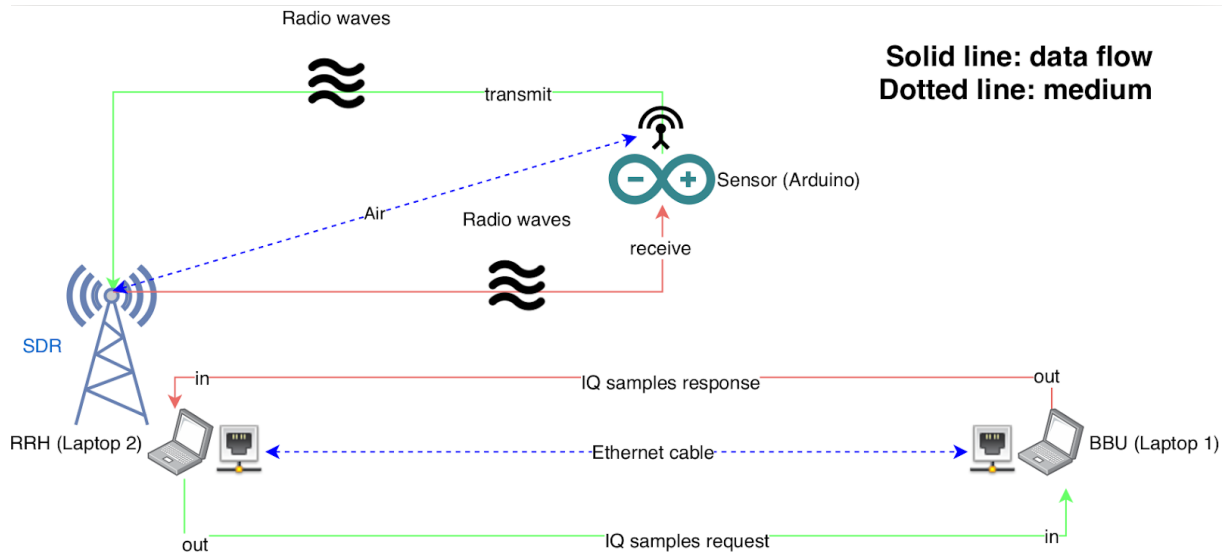 Radio waves
Solid line: data flow
Dotted line: medium
transmit
Sensor (Arduino)
Air
Radio waves
receive
SDR
in
IQ samples response
out
RRH (Laptop 2)
Ethernet cable
BBU (Laptop 1)
out
IQ samples request
in